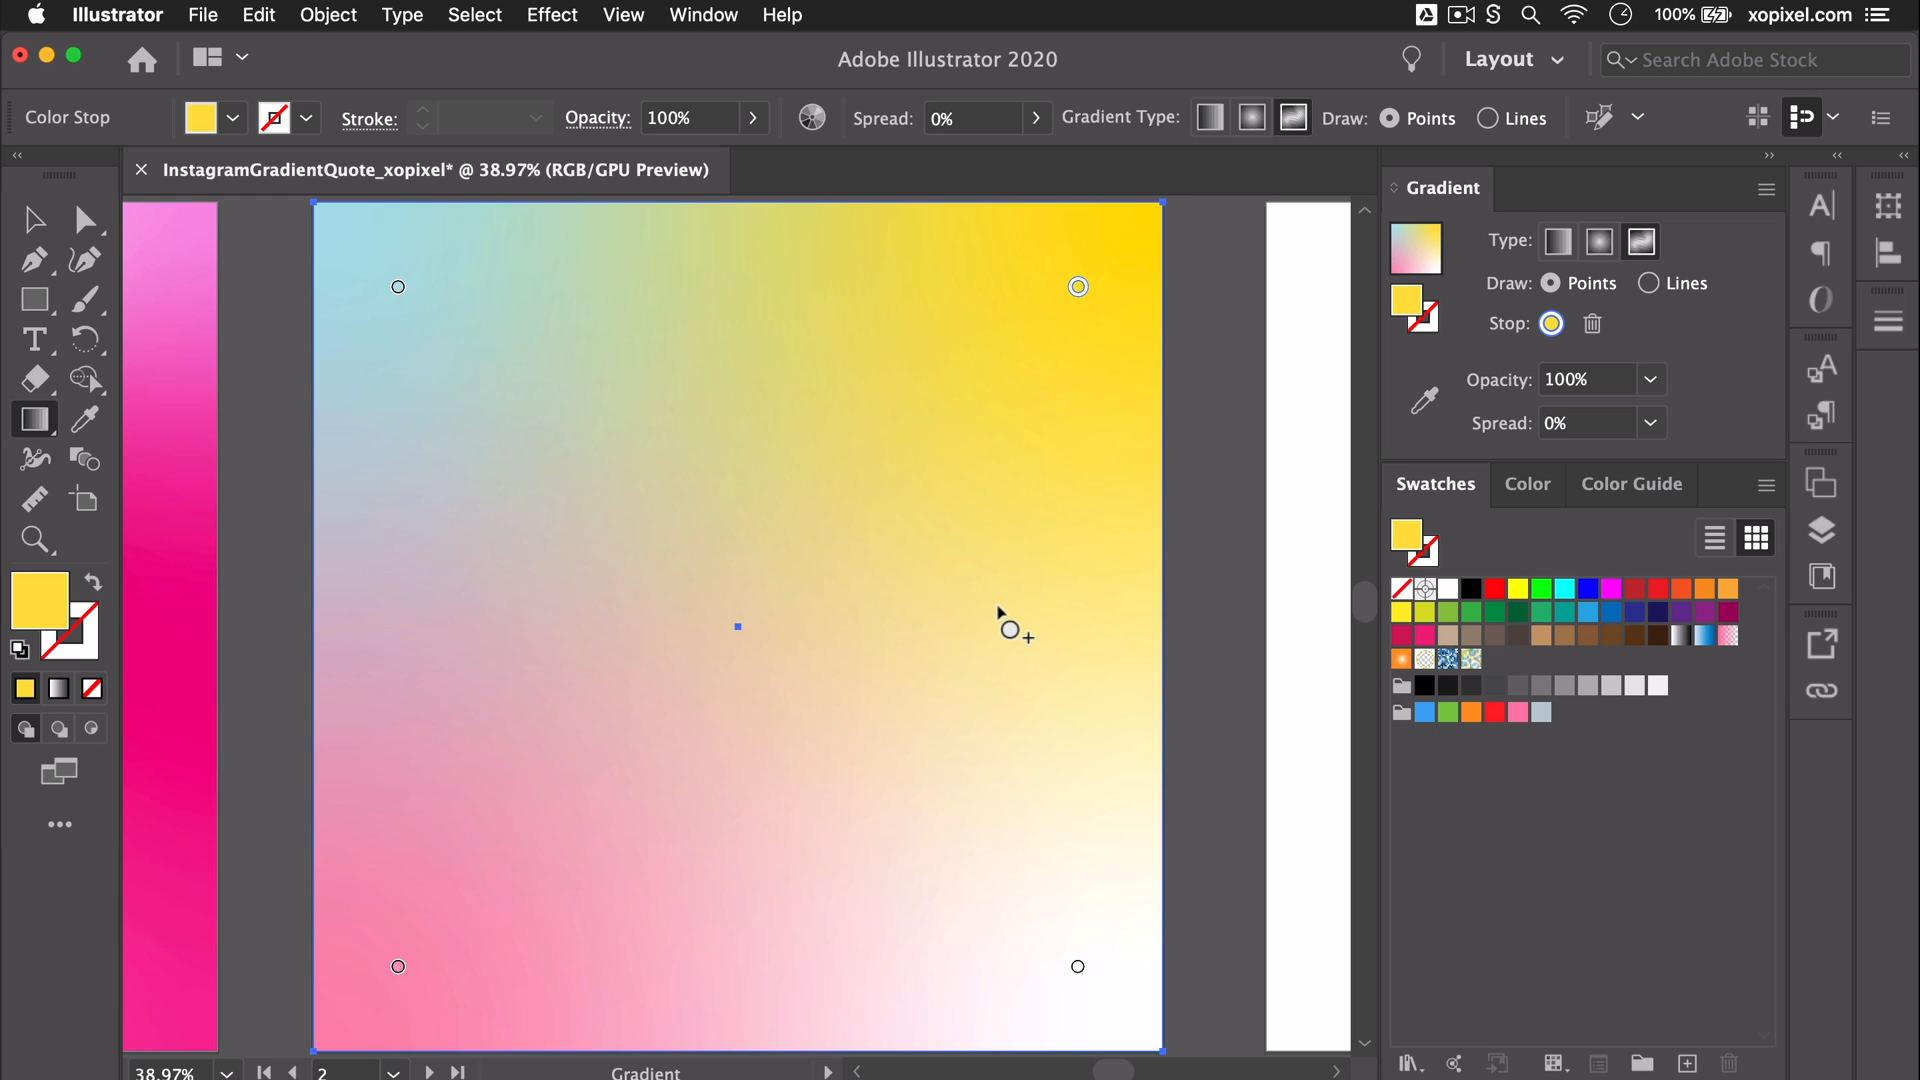 Illustrator File Edit Object Type Select Effect View Window Help 100% xopixel.com
Adobe Illustrator 2020 Layout Search Adobe Stock
Color Stop Stroke: Opacity: 100% Spread: 0% Gradient Type: Draw: Points Lines
InstagramGradientQuote_xopixel* @ 38.97% (RGB/GPU Preview)
Gradient
Type:
Draw: Points Lines
Stop:
Opacity: 100%
Spread: 0%
Swatches Color Color Guide
38.97% 2 Gradient